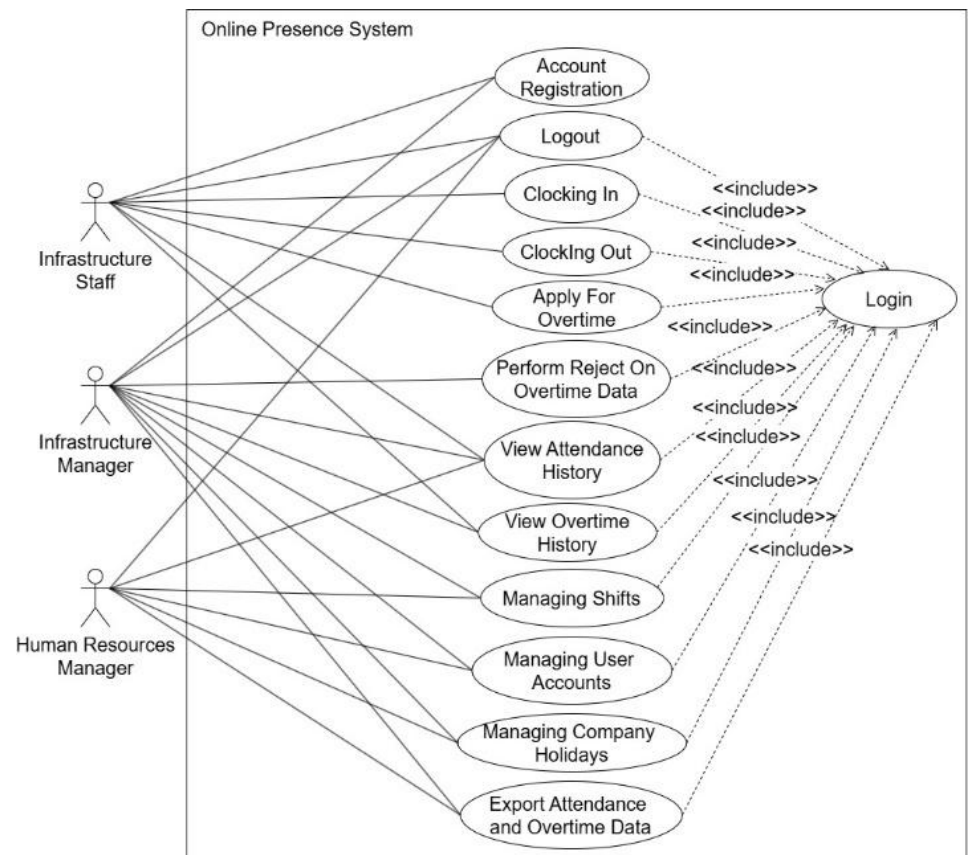 Online Presence System
Account
Registration
Logout
<<include>>
Clocking In
<<include>>
Infrastructure
Staff
ClockIng Out
<<include>>
<<include>>
Apply For
Overtime
Login
<<include>>
Perform Reject On
Overtime Data
<<include>>
Infrastructure
Manager
<<include>>
View Attendance
History
<<include>>
<<include>>
View Overtime
History
<<include>>
<<include>>
Managing Shifts
Human Resources
Manager
Managing User
Accounts
Managing Company
Holidays
Export Attendance
and Overtime Data